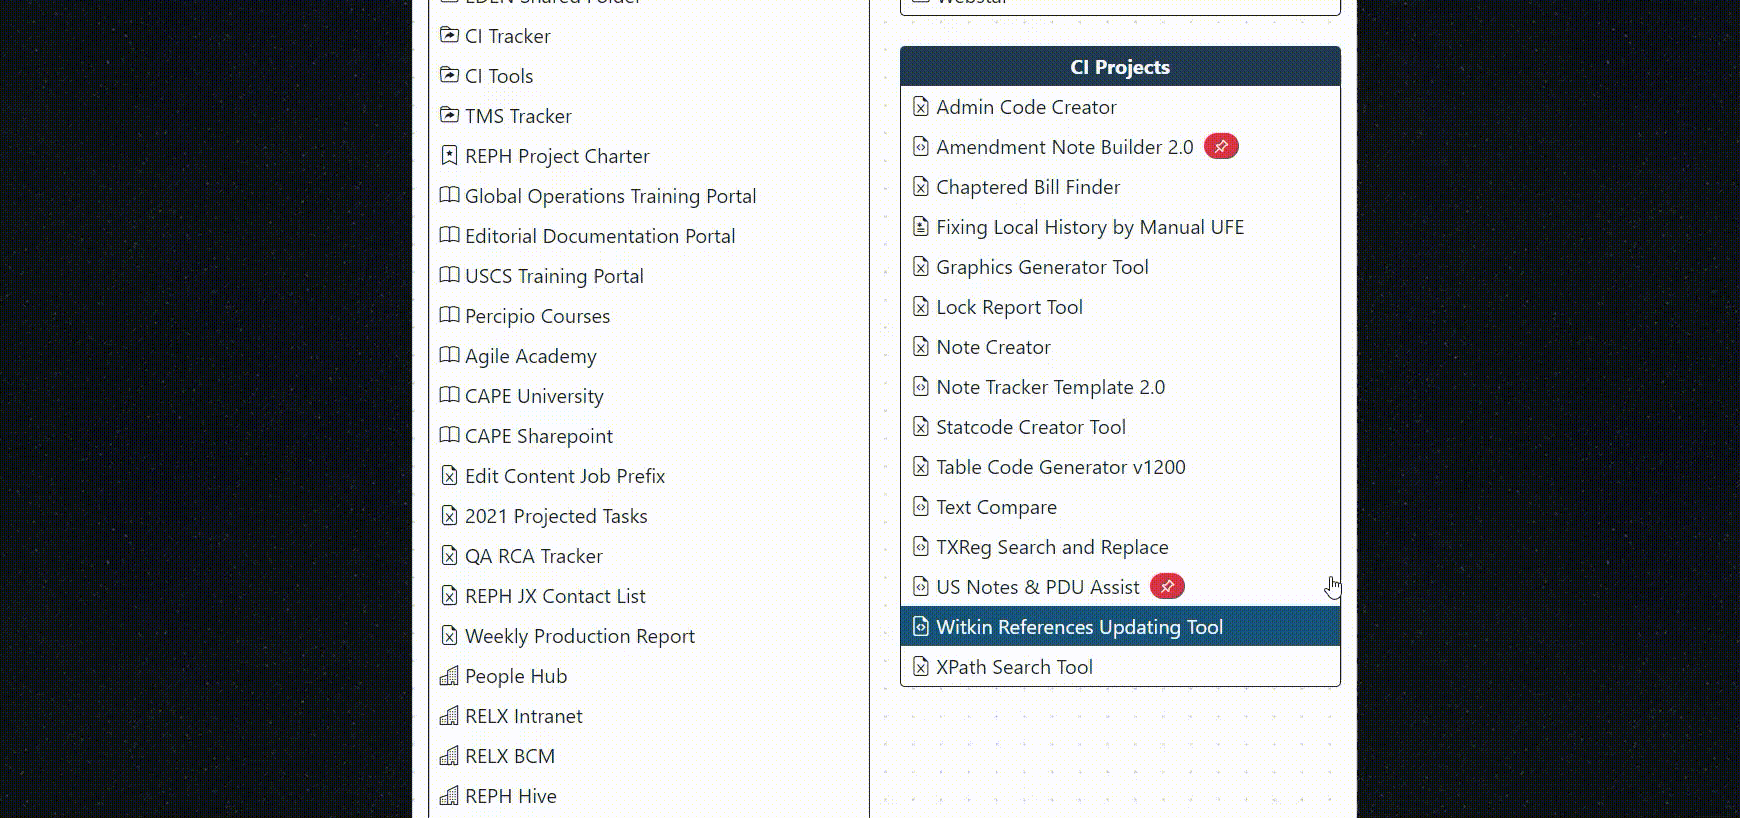 EDEN Shared Folder
CI Tracker
CI Tools
TMS Tracker
REPH Project Charter
Global Operations Training Portal
Editorial Documentation Portal
USCS Training Portal
Percipio Courses
Agile Academy
CAPE University
CAPE Sharepoint
Edit Content Job Prefix
2021 Projected Tasks
QA RCA Tracker
REPH JX Contact List
Weekly Production Report
People Hub
RELX Intranet
RELX BCM
REPH Hive
Webstar
CI Projects
Admin Code Creator
Amendment Note Builder 2.0
Chaptered Bill Finder
Fixing Local History by Manual UFE
Graphics Generator Tool
Lock Report Tool
Note Creator
Note Tracker Template 2.0
Statcode Creator Tool
Table Code Generator v1200
Text Compare
TXReg Search and Replace
US Notes & PDU Assist
Witkin References Updating Tool
XPath Search Tool